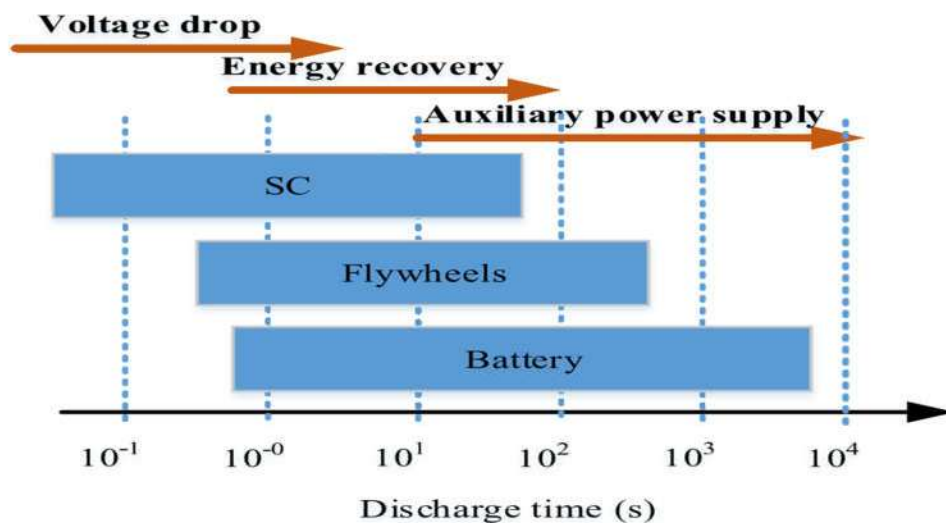 Voltage drop
Energy recovery
Auxiliary power supply
SC
Flywheels
Battery
10⁻¹ 10⁻⁰ 10¹ 10² 10³ 10⁴
Discharge time (s)